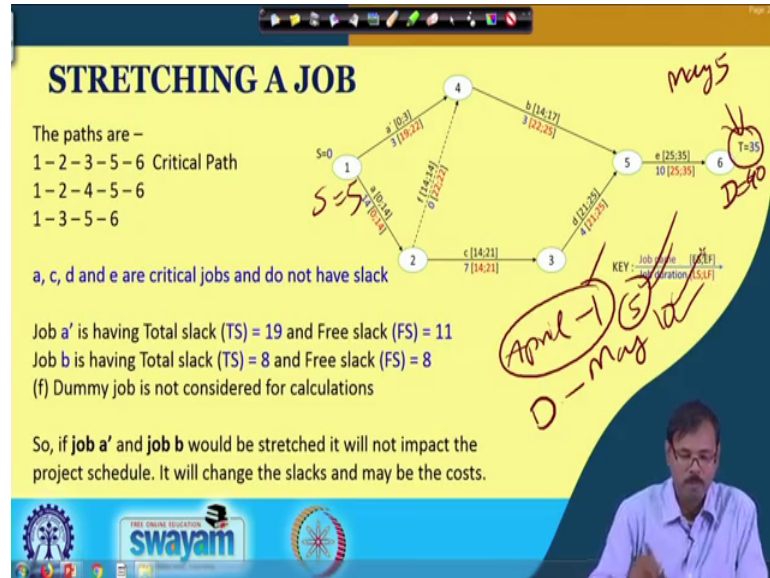 Page 2
STRETCHING A JOB
The paths are –
1 – 2 – 3 – 5 – 6 Critical Path
1 – 2 – 4 – 5 – 6
1 – 3 – 5 – 6
a, c, d and e are critical jobs and do not have slack
Job a' is having Total slack (TS) = 19 and Free slack (FS) = 11
Job b is having Total slack (TS) = 8 and Free slack (FS) = 8
(f) Dummy job is not considered for calculations
So, if job a' and job b would be stretched it will not impact the
project schedule. It will change the slacks and may be the costs.
S=0
1
S=5
a' [0;3]
3 [19;22]
a [0;14]
14 [0;14]
2
f [14;14]
0 [22;22]
4
b [14;17]
3 [22;25]
c [14;21]
7 [14;21]
3
d [21;25]
4 [21;25]
5
e [25;35]
10 [25;35]
6
May 5
T=35
D=40
KEY : Job name [ES;EF]
Job duration [LS;LF]
April - 1
5
D - May 10
FREE ONLINE EDUCATION
swayam